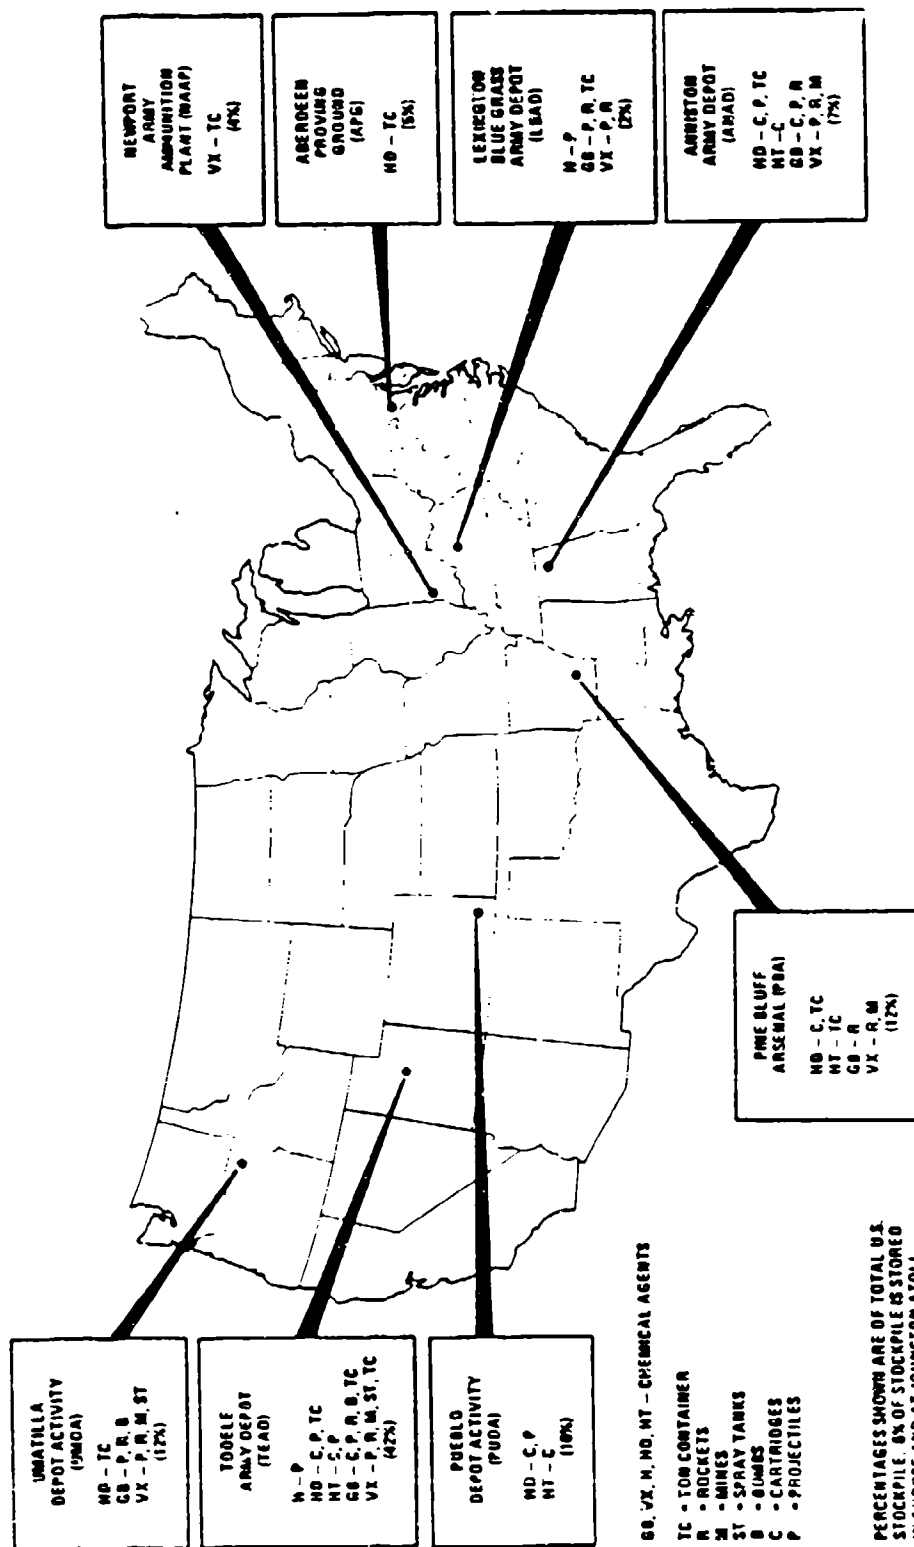 UMATILLA
DEPOT ACTIVITY
(UMDA)
HD - TC
GB - P, R, B
VX - P, R, M, ST
(12%)
TOOELE
ARMY DEPOT
(TEAD)
H - P
HD - C, P, TC
HT - C, P
GB - C, P, R, B, TC
VX - P, R, M, ST, TC
(42%)
PUEBLO
DEPOT ACTIVITY
(PUDA)
HD - C, P
HT - C
(10%)
NEWPORT
ARMY
AMMUNITION
PLANT (NAAP)
VX - TC
(4%)
ABERDEEN
PROVING
GROUND
(APG)
HD - TC
(5%)
LEXINGTON
BLUE GRASS
ARMY DEPOT
(LBAD)
H - P
GB - P, R, TC
VX - P, R
(2%)
ANNISTON
ARMY DEPOT
(ANAD)
HD - C, P, TC
HT - C
GB - C, P, R
VX - P, R, M
(7%)
PINE BLUFF
ARSENAL (PBA)
HD - C, TC
HT - TC
GB - R
VX - R, M
(12%)
GB, VX, H, HD, HT - CHEMICAL AGENTS
TC = TON CONTAINER
R = ROCKETS
M = MINES
ST = SPRAY TANKS
B = BOMBS
C = CARTRIDGES
P = PROJECTILES
PERCENTAGES SHOWN ARE OF TOTAL U.S.
STOCKPILE. 6% OF STOCKPILE IS STORED